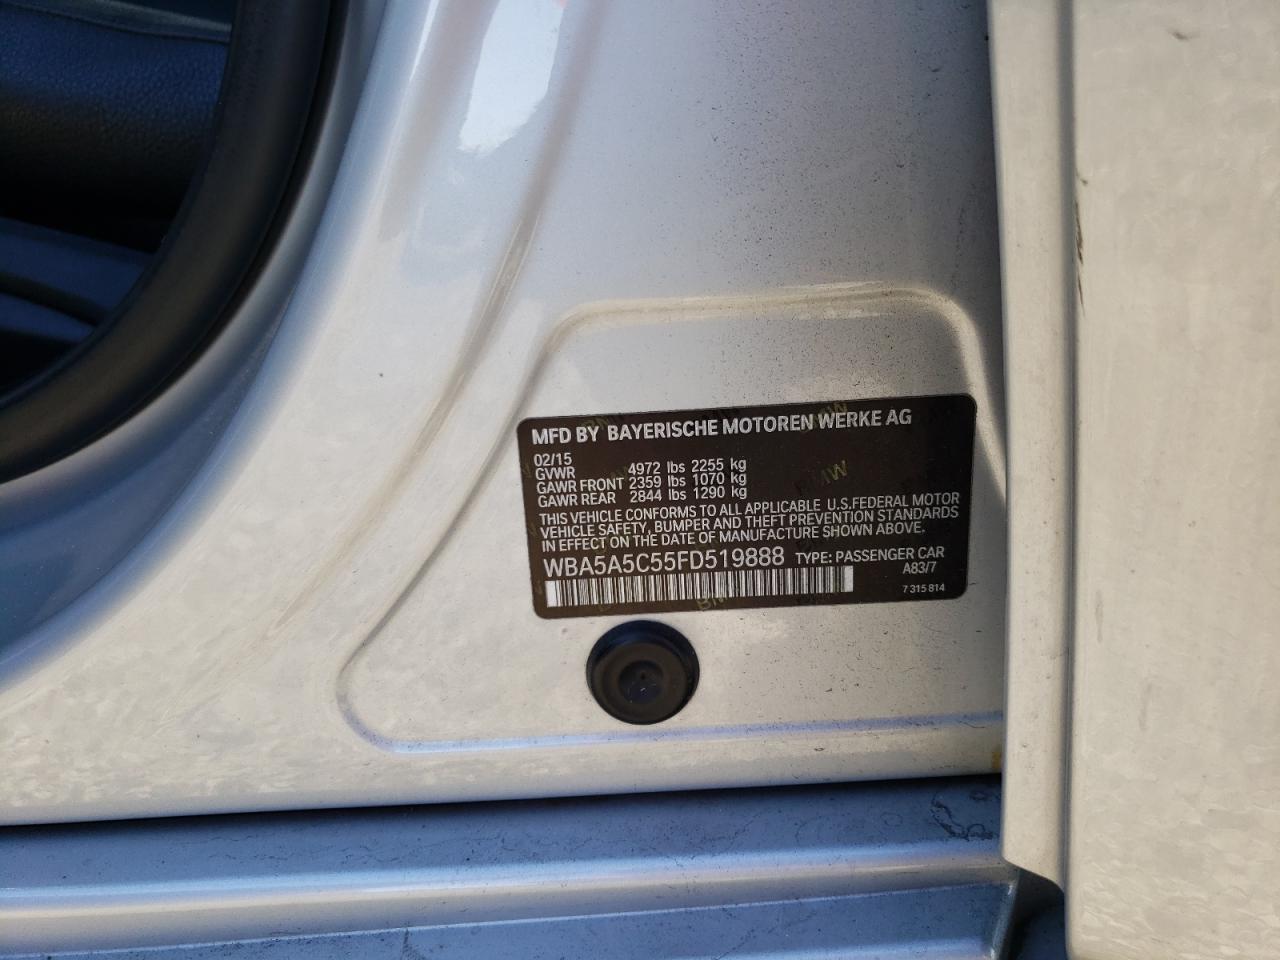 MFD BY BAYERISCHE MOTOREN WERKE AG
02/15
GVWR 4972 lbs 2255 kg
GAWR FRONT 2359 lbs 1070 kg
GAWR REAR 2844 lbs 1290 kg
THIS VEHICLE CONFORMS TO ALL APPLICABLE U.S.FEDERAL MOTOR
VEHICLE SAFETY, BUMPER AND THEFT PREVENTION STANDARDS
IN EFFECT ON THE DATE OF MANUFACTURE SHOWN ABOVE.
WBA5A5C55FD519888 TYPE: PASSENGER CAR
A83/7
7 315 814